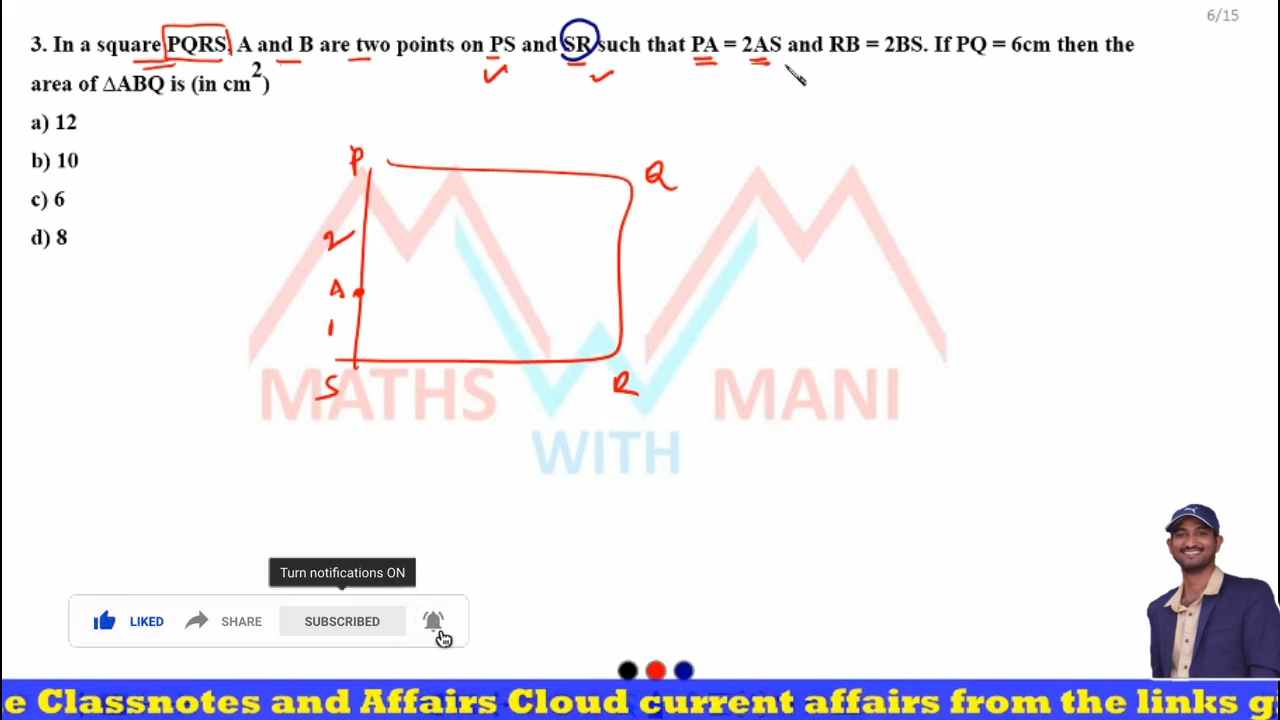 6/15
3. In a square PQRS, A and B are two points on PS and SR such that PA = 2AS and RB = 2BS. If PQ = 6cm then the
area of ΔABQ is (in cm²)
a) 12
b) 10
c) 6
d) 8
P
Q
2
A
1
S
R
MATHS
WITH
MANI
Turn notifications ON
LIKED SHARE SUBSCRIBED
e Classnotes and Affairs Cloud current affairs from the links g